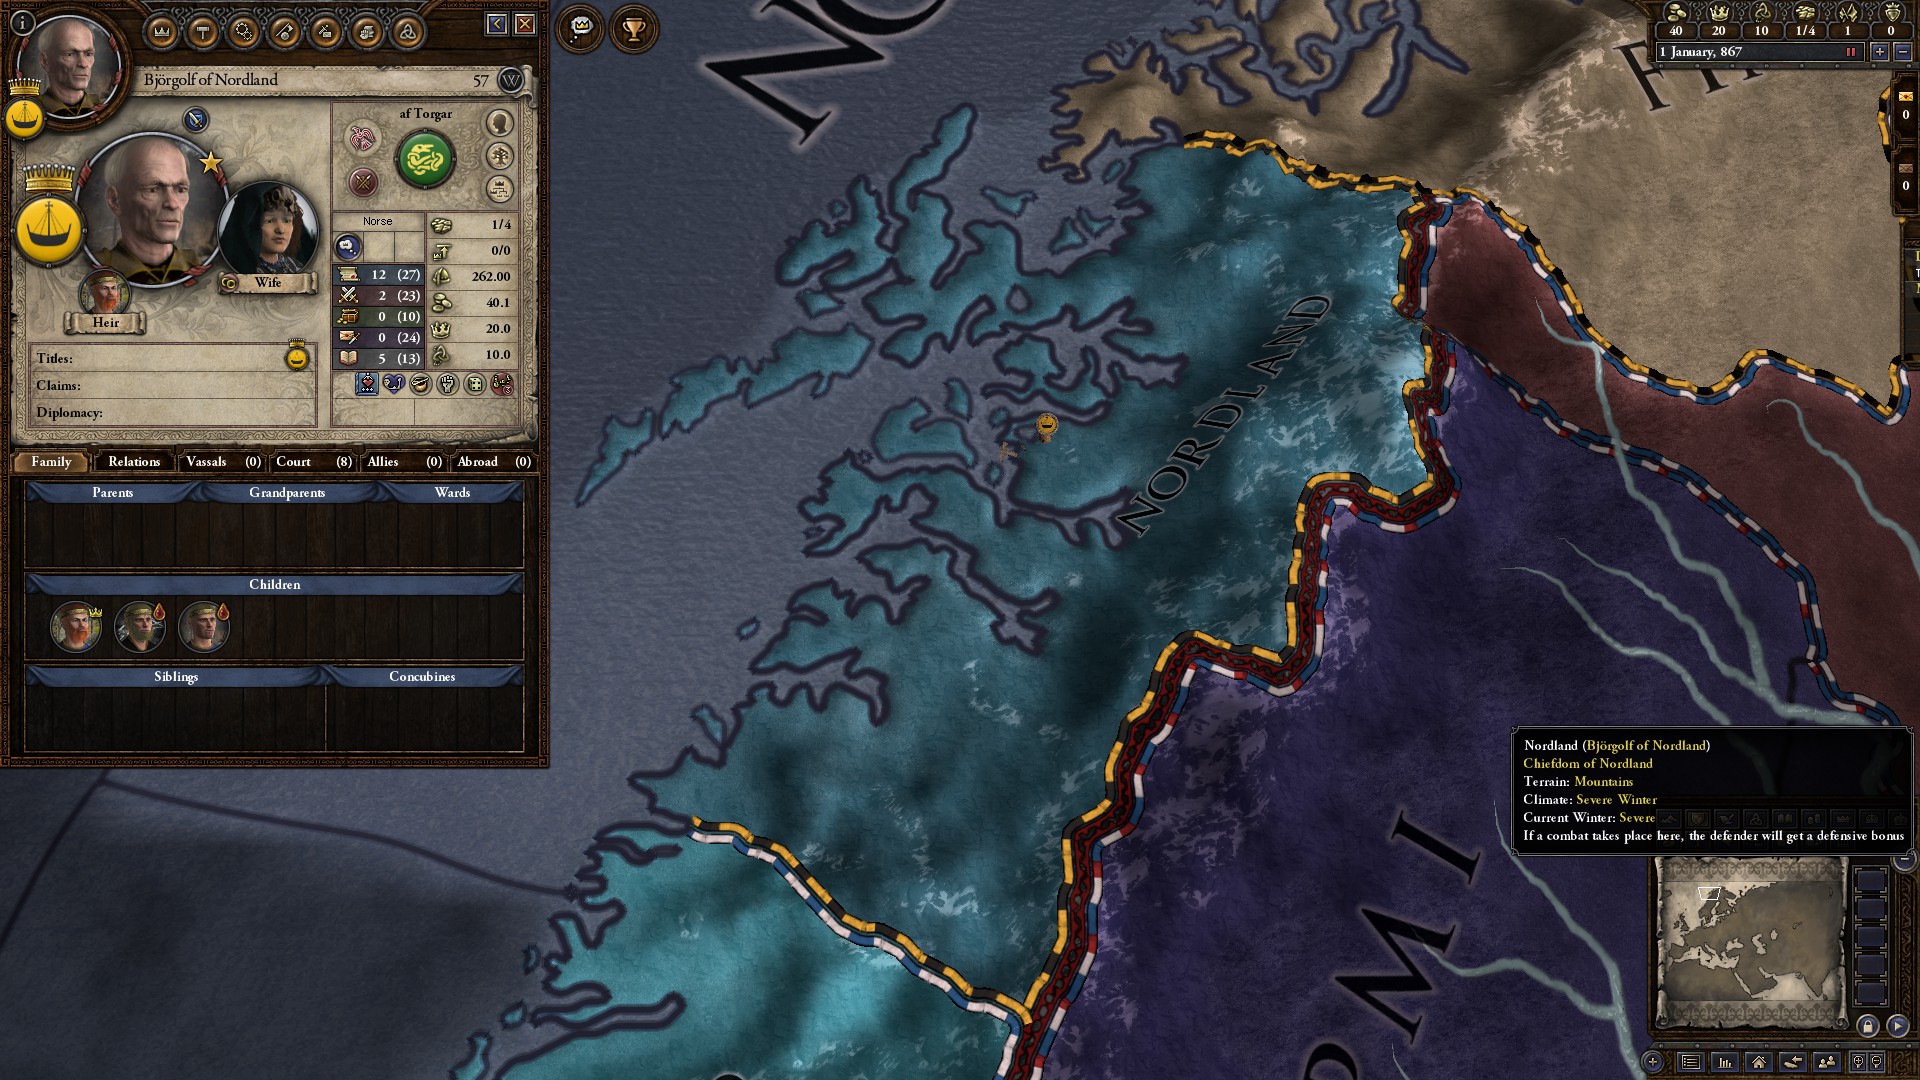 Björgolf of Nordland 57 W
af Torgar
Norse
Wife
Heir
1/4
0/0
262.00
40.1
20.0
10.0
12 (27)
2 (23)
0 (10)
0 (24)
5 (13)
Titles:
Claims:
Diplomacy:
Family Relations Vassals (0) Court (8) Allies (0) Abroad (0)
Parents Grandparents Wards
Children
Siblings Concubines
NORDLAND
40 20 10 1/4 1 0
1 January, 867
0
0
Nordland (Björgolf of Nordland)
Chiefdom of Nordland
Terrain: Mountains
Climate: Severe Winter
Current Winter: Severe
If a combat takes place here, the defender will get a defensive bonus